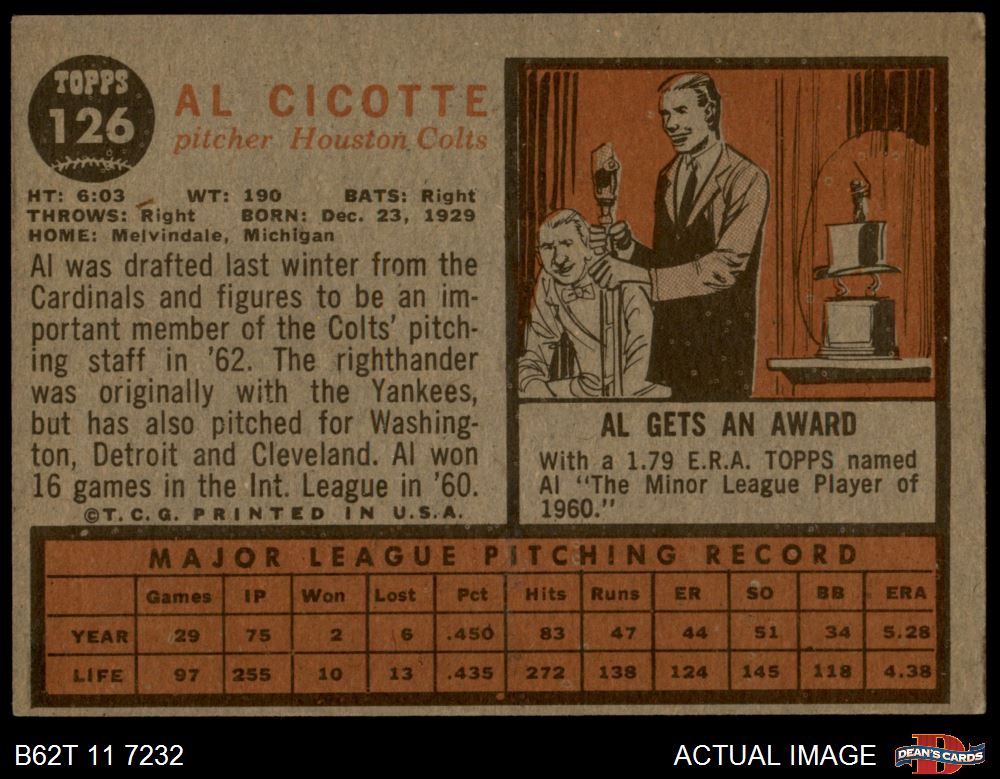 TOPPS
126
AL CICOTTE
pitcher Houston Colts
HT: 6:03 WT: 190 BATS: Right
THROWS: Right BORN: Dec. 23, 1929
HOME: Melvindale, Michigan
Al was drafted last winter from the
Cardinals and figures to be an im-
portant member of the Colts' pitch-
ing staff in '62. The righthander
was originally with the Yankees,
but has also pitched for Washing-
ton, Detroit and Cleveland. Al won
16 games in the Int. League in '60.
©T.C.G. PRINTED IN U.S.A.
AL GETS AN AWARD
With a 1.79 E.R.A. TOPPS named
Al "The Minor League Player of
1960."
MAJOR LEAGUE PITCHING RECORD
Games IP Won Lost Pct Hits Runs ER SO BB ERA
YEAR 29 75 2 6 .450 83 47 44 51 34 5.28
LIFE 97 255 10 13 .435 272 138 124 145 118 4.38
B62T 11 7232
ACTUAL IMAGE
DEAN'S CARDS